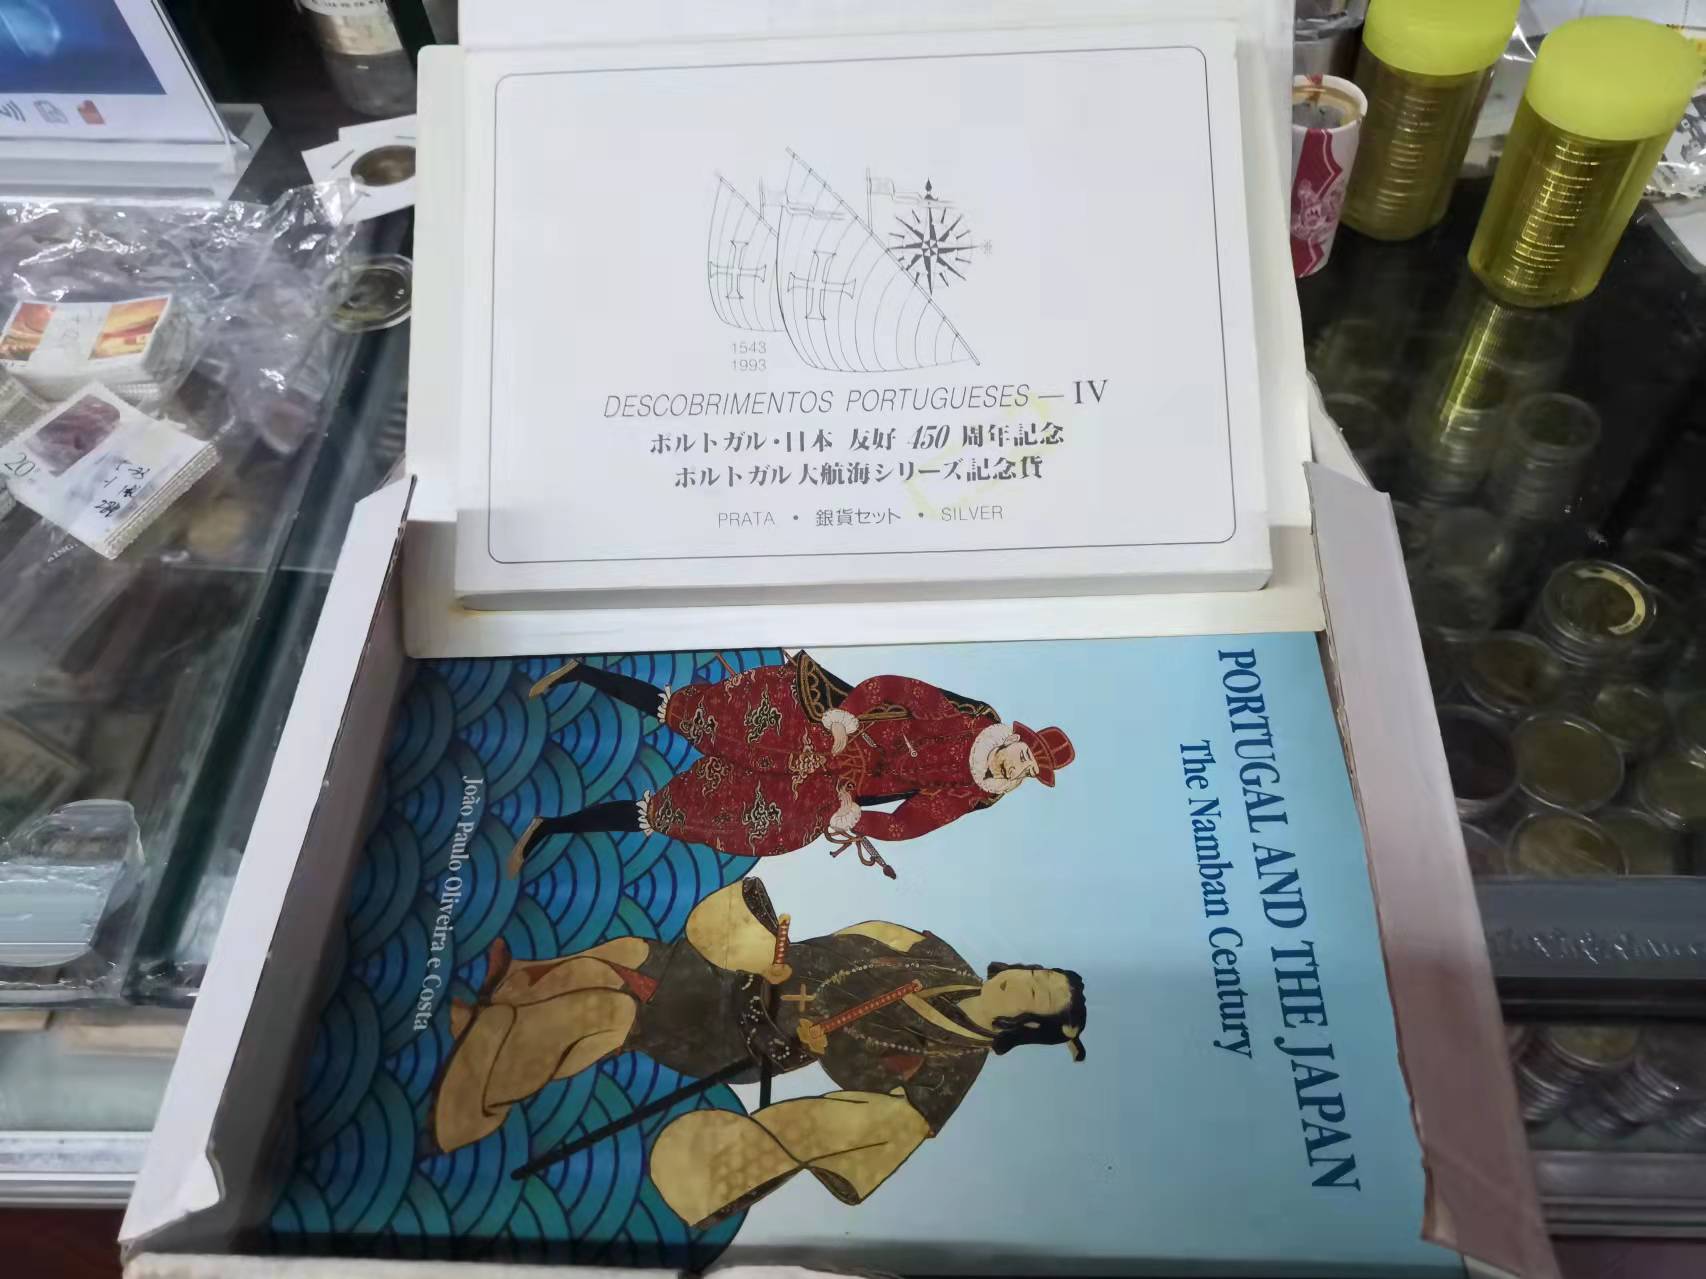 1543
1993
DESCOBRIMENTOS PORTUGUESES — IV
ポルトガル・日本 友好 450 周年記念
ポルトガル大航海シリーズ記念貨
PRATA • 銀貨セット • SILVER
PORTUGAL AND THE JAPAN
The Namban Century
João Paulo Oliveira e Costa
20